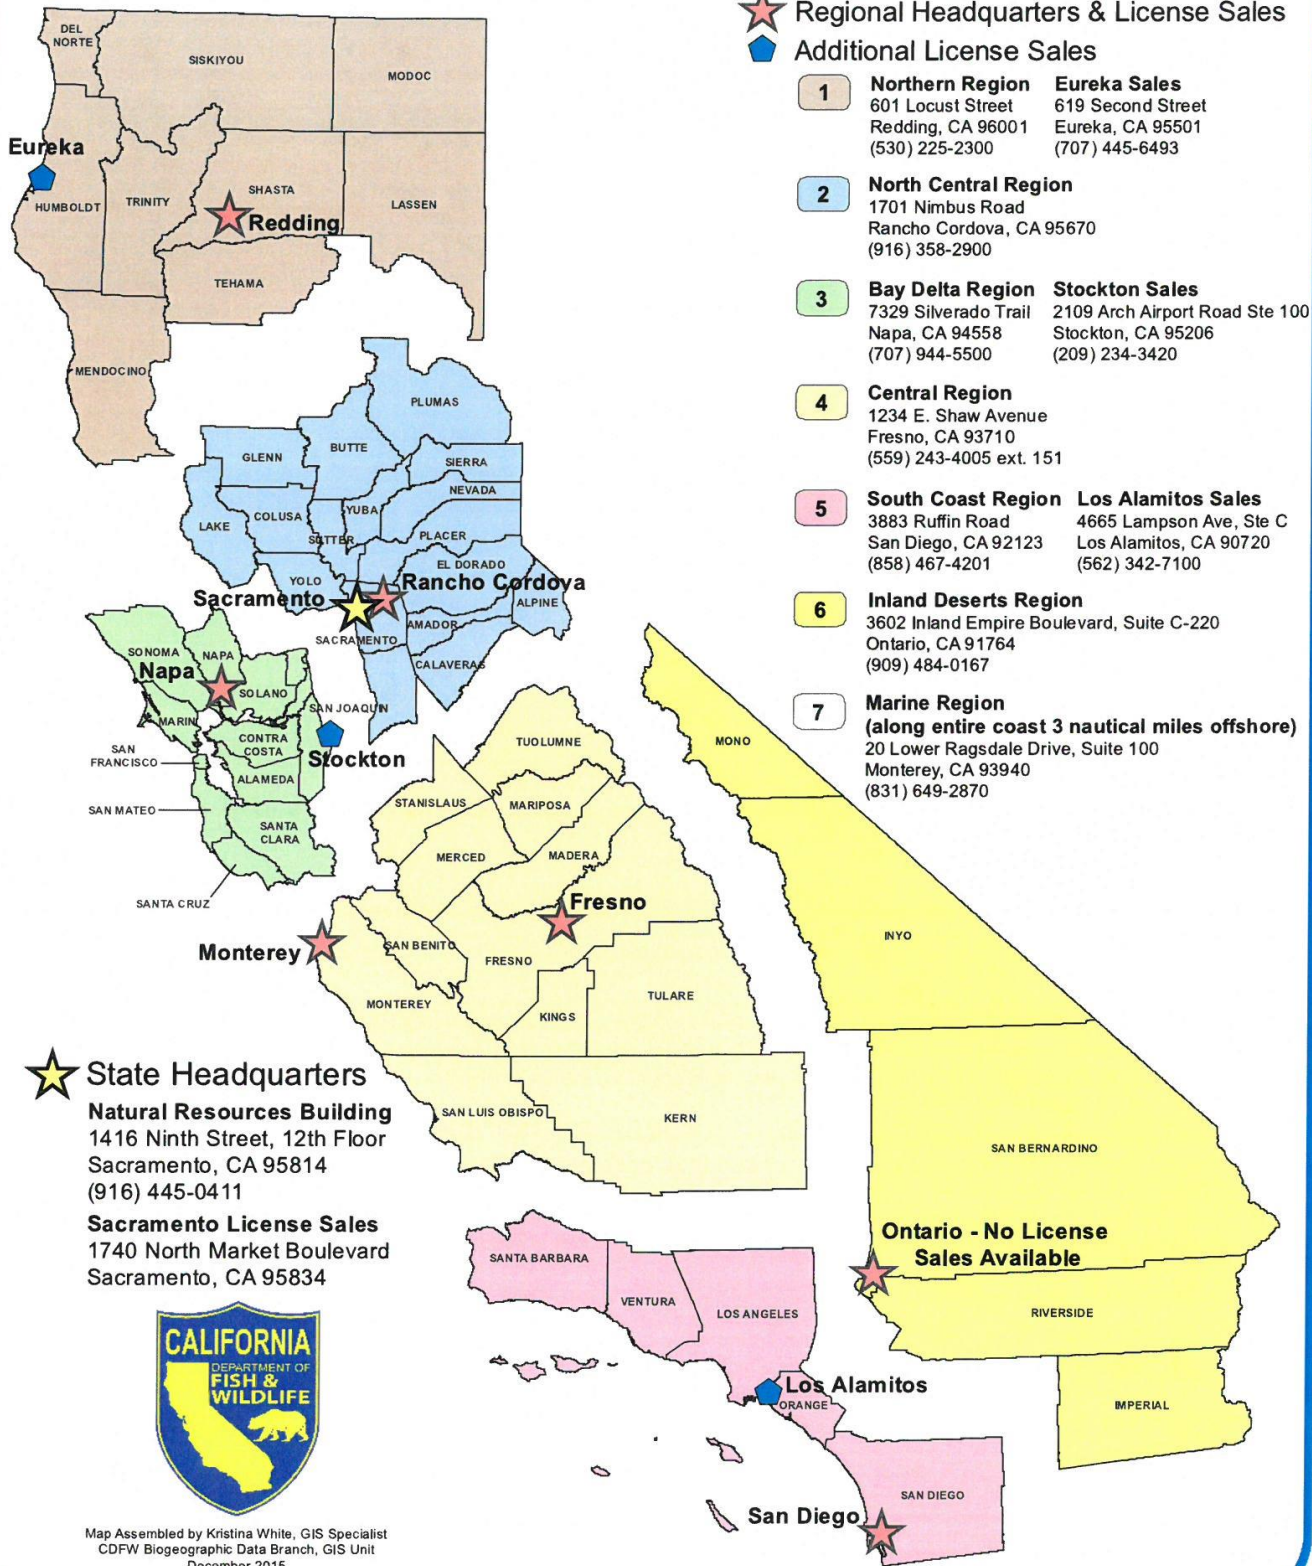 Regional Headquarters & License Sales
Additional License Sales
1
Northern Region
601 Locust Street
Redding, CA 96001
(530) 225-2300
Eureka Sales
619 Second Street
Eureka, CA 95501
(707) 445-6493
2
North Central Region
1701 Nimbus Road
Rancho Cordova, CA 95670
(916) 358-2900
3
Bay Delta Region
7329 Silverado Trail
Napa, CA 94558
(707) 944-5500
Stockton Sales
2109 Arch Airport Road Ste 100
Stockton, CA 95206
(209) 234-3420
4
Central Region
1234 E. Shaw Avenue
Fresno, CA 93710
(559) 243-4005 ext. 151
5
South Coast Region
3883 Ruffin Road
San Diego, CA 92123
(858) 467-4201
Los Alamitos Sales
4665 Lampson Ave, Ste C
Los Alamitos, CA 90720
(562) 342-7100
6
Inland Deserts Region
3602 Inland Empire Boulevard, Suite C-220
Ontario, CA 91764
(909) 484-0167
7
Marine Region
(along entire coast 3 nautical miles offshore)
20 Lower Ragsdale Drive, Suite 100
Monterey, CA 93940
(831) 649-2870
DEL
NORTE
SISKIYOU
MODOC
Eureka
HUMBOLDT
TRINITY
SHASTA
Redding
LASSEN
TEHAMA
MENDOCINO
PLUMAS
BUTTE
GLENN
SIERRA
NEVADA
YUBA
COLUSA
LAKE
SUTTER
PLACER
EL DORADO
YOLO
Rancho Cordova
Sacramento
ALPINE
AMADOR
SACRAMENTO
CALAVERAS
SONOMA
NAPA
Napa
SOLANO
SAN JOAQUIN
MARIN
CONTRA
COSTA
SAN
FRANCISCO
Stockton
ALAMEDA
SAN MATEO
SANTA
CLARA
SANTA CRUZ
TUOLUMNE
STANISLAUS
MARIPOSA
MERCED
MADERA
Fresno
Monterey
SAN BENITO
FRESNO
MONTEREY
KINGS
TULARE
SAN LUIS OBISPO
KERN
MONO
INYO
SAN BERNARDINO
Ontario - No License
Sales Available
RIVERSIDE
IMPERIAL
SANTA BARBARA
VENTURA
LOS ANGELES
Los Alamitos
ORANGE
SAN DIEGO
San Diego
State Headquarters
Natural Resources Building
1416 Ninth Street, 12th Floor
Sacramento, CA 95814
(916) 445-0411
Sacramento License Sales
1740 North Market Boulevard
Sacramento, CA 95834
CALIFORNIA
DEPARTMENT OF
FISH &
WILDLIFE
Map Assembled by Kristina White, GIS Specialist
CDFW Biogeographic Data Branch, GIS Unit
December 2015